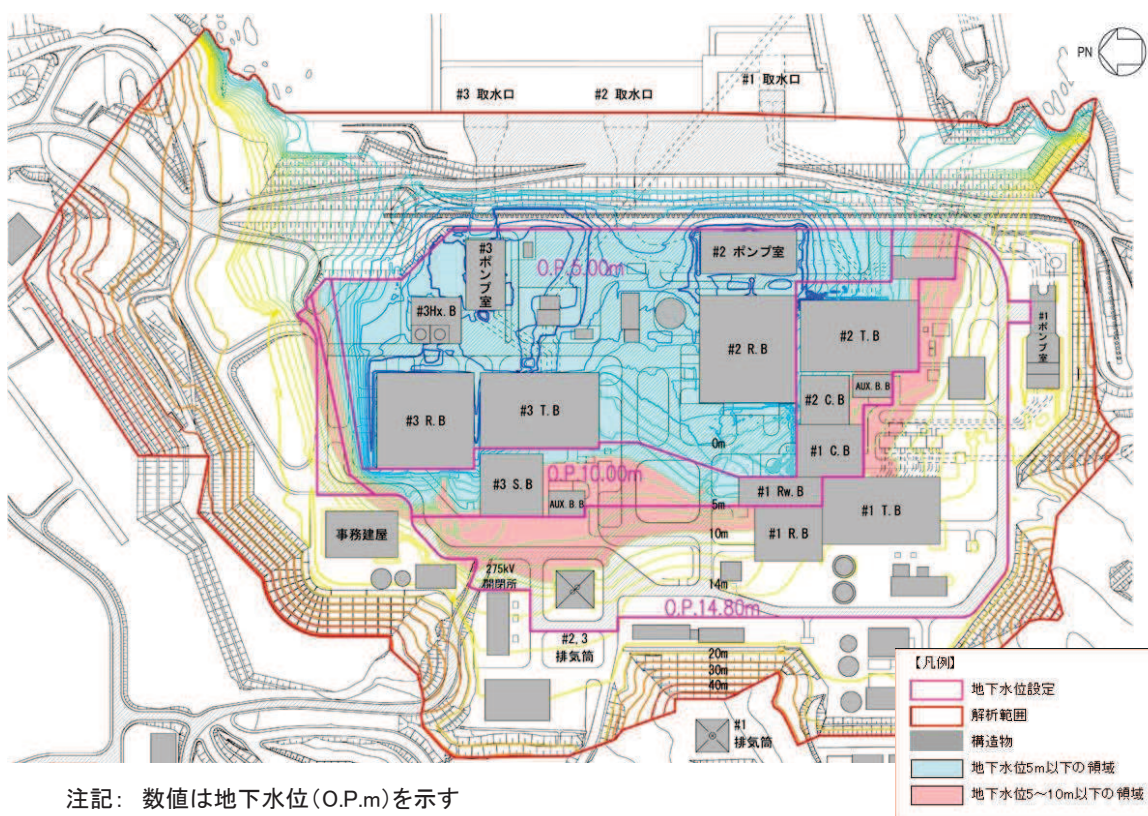 PN
#3 取水口
#2 取水口
#1 取水口
#3 ポンプ室
O.P.5.00m
#2 ポンプ室
#3Hx.B
#1 ポンプ室
#2 R.B
#2 T.B
#3 R.B
#3 T.B
#2 C.B
AUX.B.B
0m
#1 C.B
#3 S.B
O.P.10.00m
AUX.B.B
#1 Rw.B
5m
#1 T.B
事務建屋
10m
#1 R.B
275kV
開閉所
14m
O.P.14.80m
#2,3
排気筒
20m
30m
40m
#1
排気筒
【凡例】
地下水位設定
解析範囲
構造物
地下水位5m以下の領域
地下水位5～10m以下の領域
注記: 数値は地下水位(O.P.m)を示す